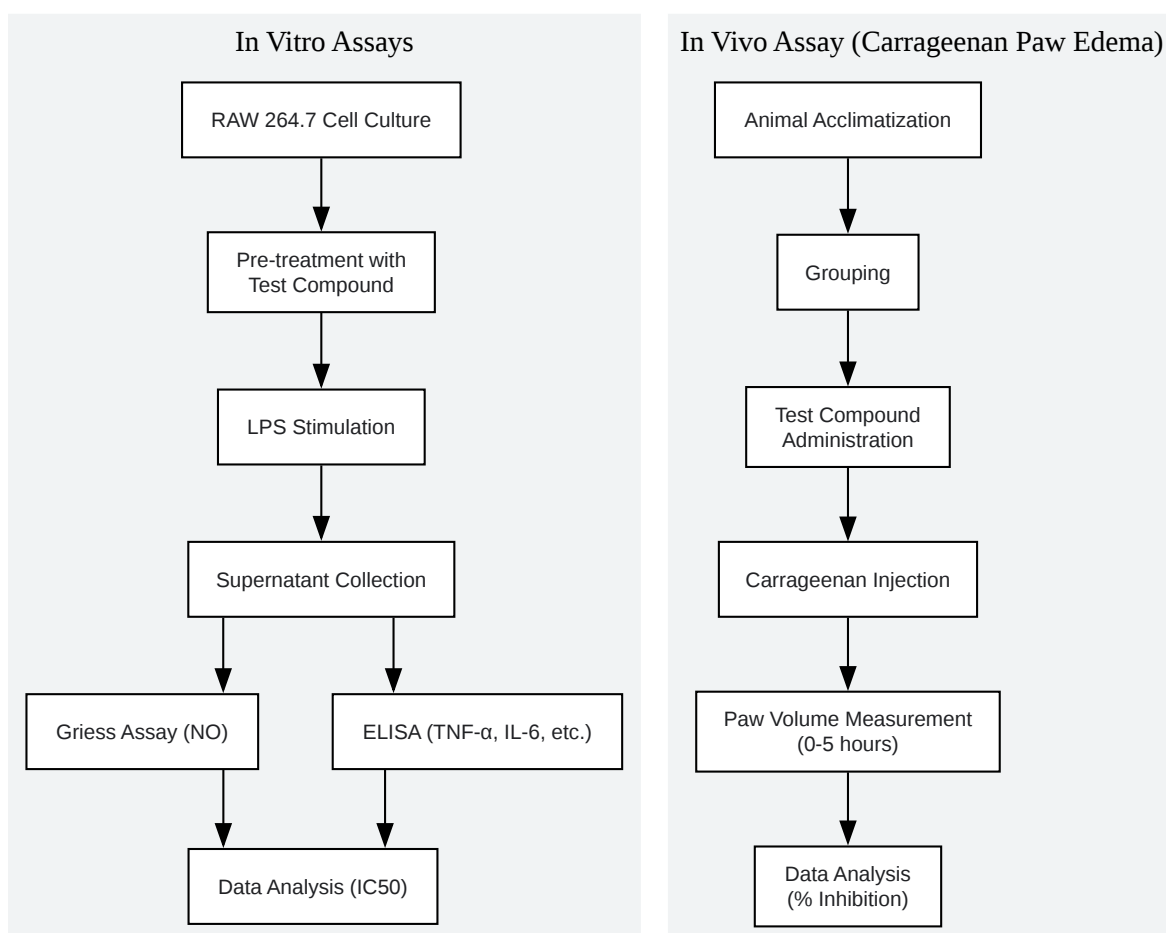 In Vitro Assays
RAW 264.7 Cell Culture
Pre-treatment with
Test Compound
LPS Stimulation
Supernatant Collection
Griess Assay (NO)
ELISA (TNF-α, IL-6, etc.)
Data Analysis (IC50)
In Vivo Assay (Carrageenan Paw Edema)
Animal Acclimatization
Grouping
Test Compound
Administration
Carrageenan Injection
Paw Volume Measurement
(0-5 hours)
Data Analysis
(% Inhibition)